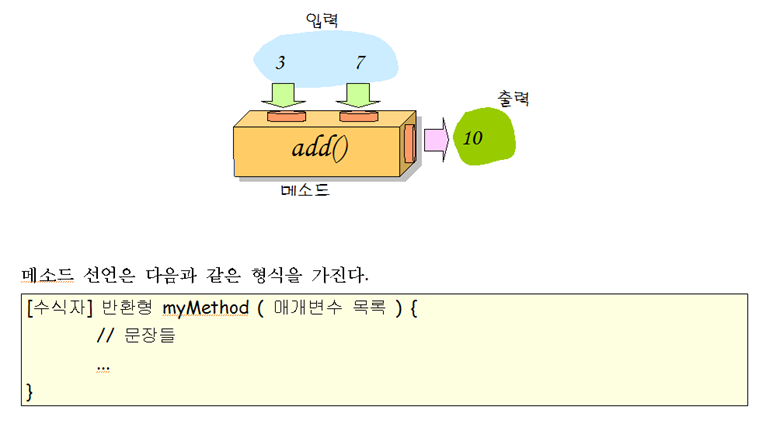 입력
3 7
출력
add()
10
메소드
메소드 선언은 다음과 같은 형식을 가진다.
[수식자] 반환형 myMethod ( 매개변수 목록 ) {
// 문장들
...
}